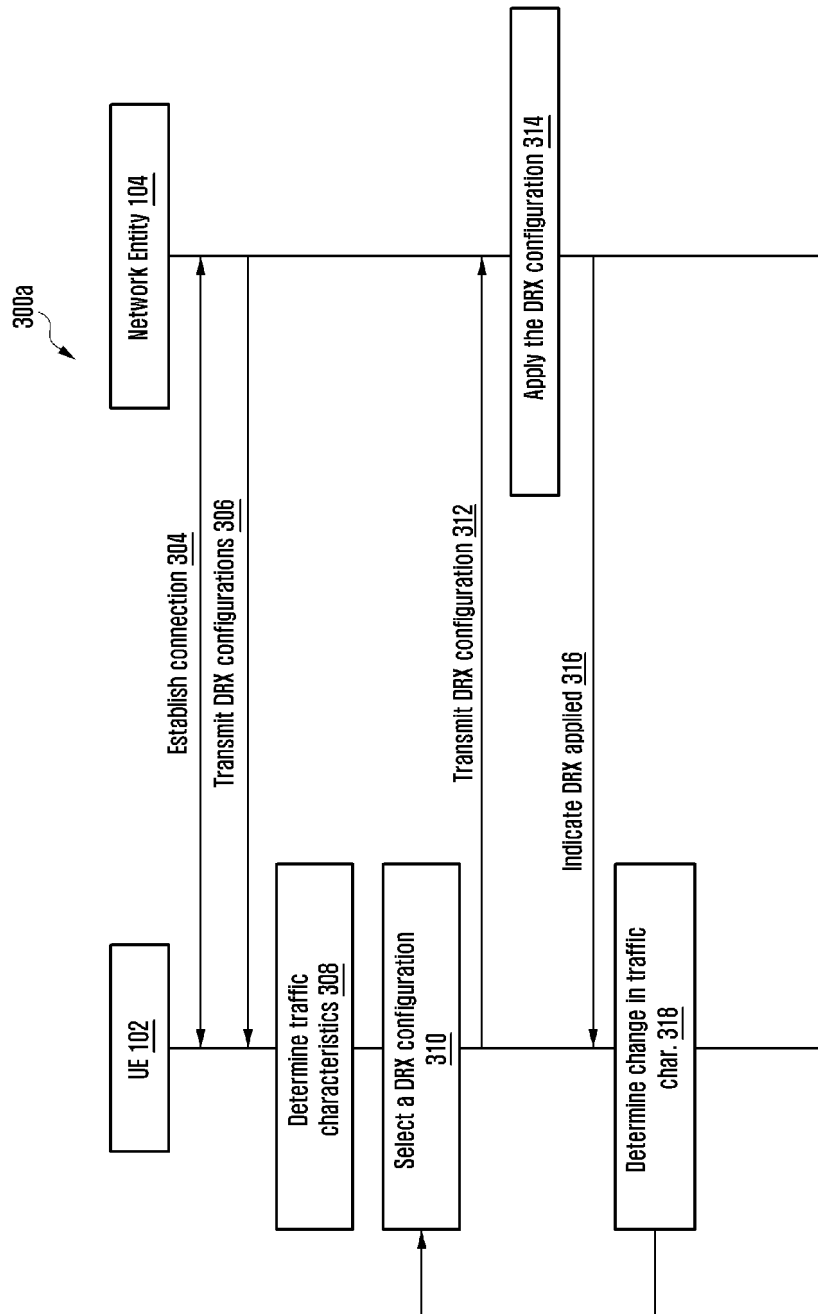 300a
UE 102
Network Entity 104
Establish connection 304
Transmit DRX configurations 306
Determine traffic
characteristics 308
Select a DRX configuration
310
Transmit DRX configuration 312
Apply the DRX configuration 314
Indicate DRX applied 316
Determine change in traffic
char. 318